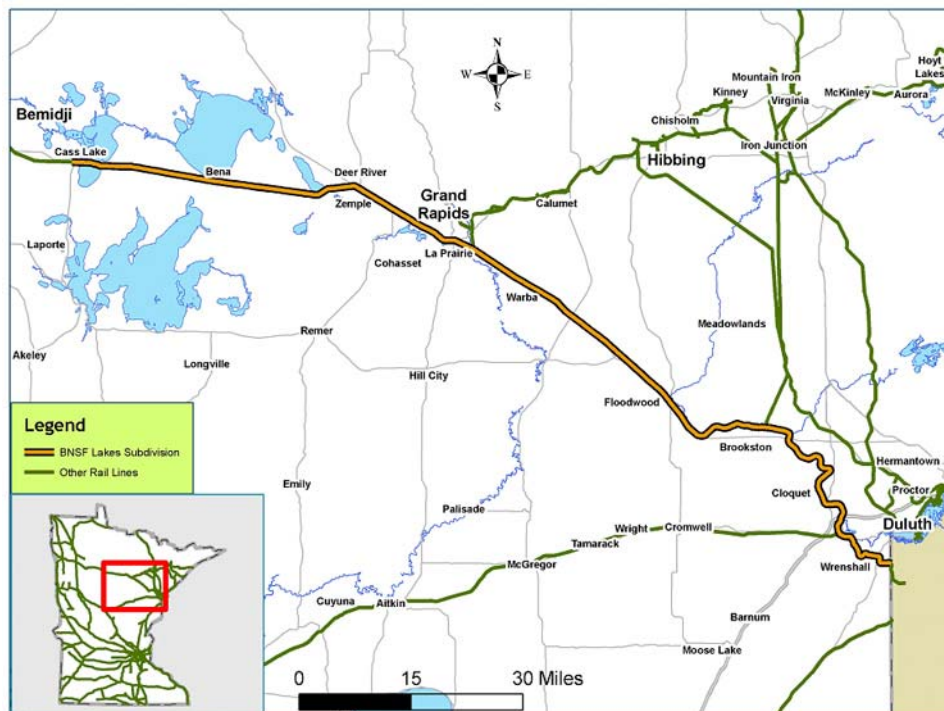 N
W
E
S
Hoyt
Lakes
Mountain Iron
Kinney
Virginia
McKinley
Aurora
Chisholm
Iron Junction
Hibbing
Bemidji
Cass Lake
Bena
Deer River
Zemple
Grand
Rapids
Calumet
Laporte
La Prairie
Cohasset
Warba
Meadowlands
Remer
Akeley
Longville
Hill City
Floodwood
Legend
BNSF Lakes Subdivision
Other Rail Lines
Brookston
Hermantown
Emily
Cloquet
Proctor
Palisade
Duluth
Wright
Cromwell
Tamarack
McGregor
Wrenshall
Cuyuna
Aitkin
Barnum
Moose Lake
0 15 30 Miles